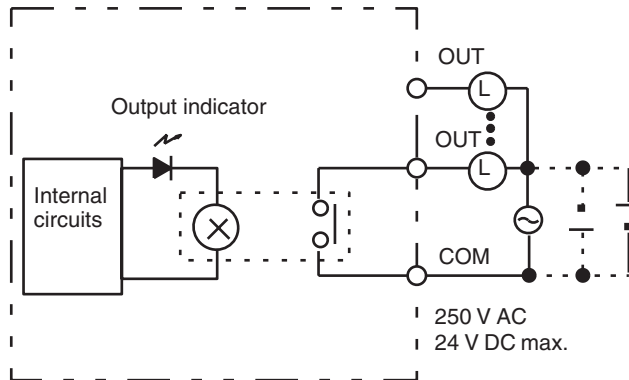 OUT
L
Output indicator
OUT
L
Internal
circuits
COM
250 V AC
24 V DC max.